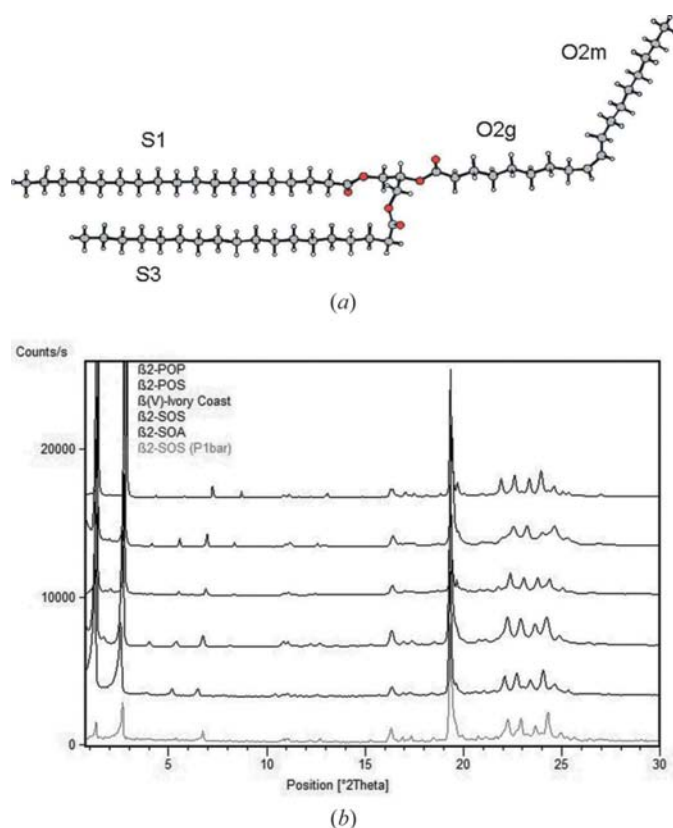 O2m
O2g
S1
S3
(a)
Counts/s
ß2-POP
ß2-POS
ß(V)-Ivory Coast
ß2-SOS
ß2-SOA
ß2-SOS (P1bar)
20000
10000
0
5 10 15 20 25 30
Position [°2Theta]
(b)